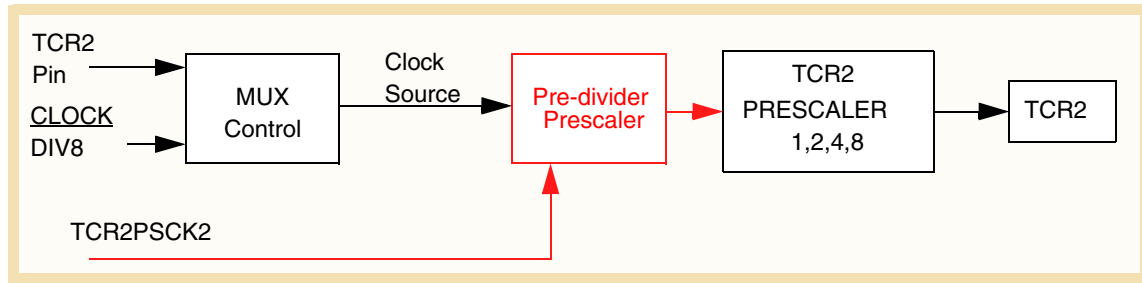 TCR2
Pin
CLOCK
DIV8
MUX
Control
Clock
Source
Pre-divider
Prescaler
TCR2
PRESCALER
1,2,4,8
TCR2
TCR2PSCK2